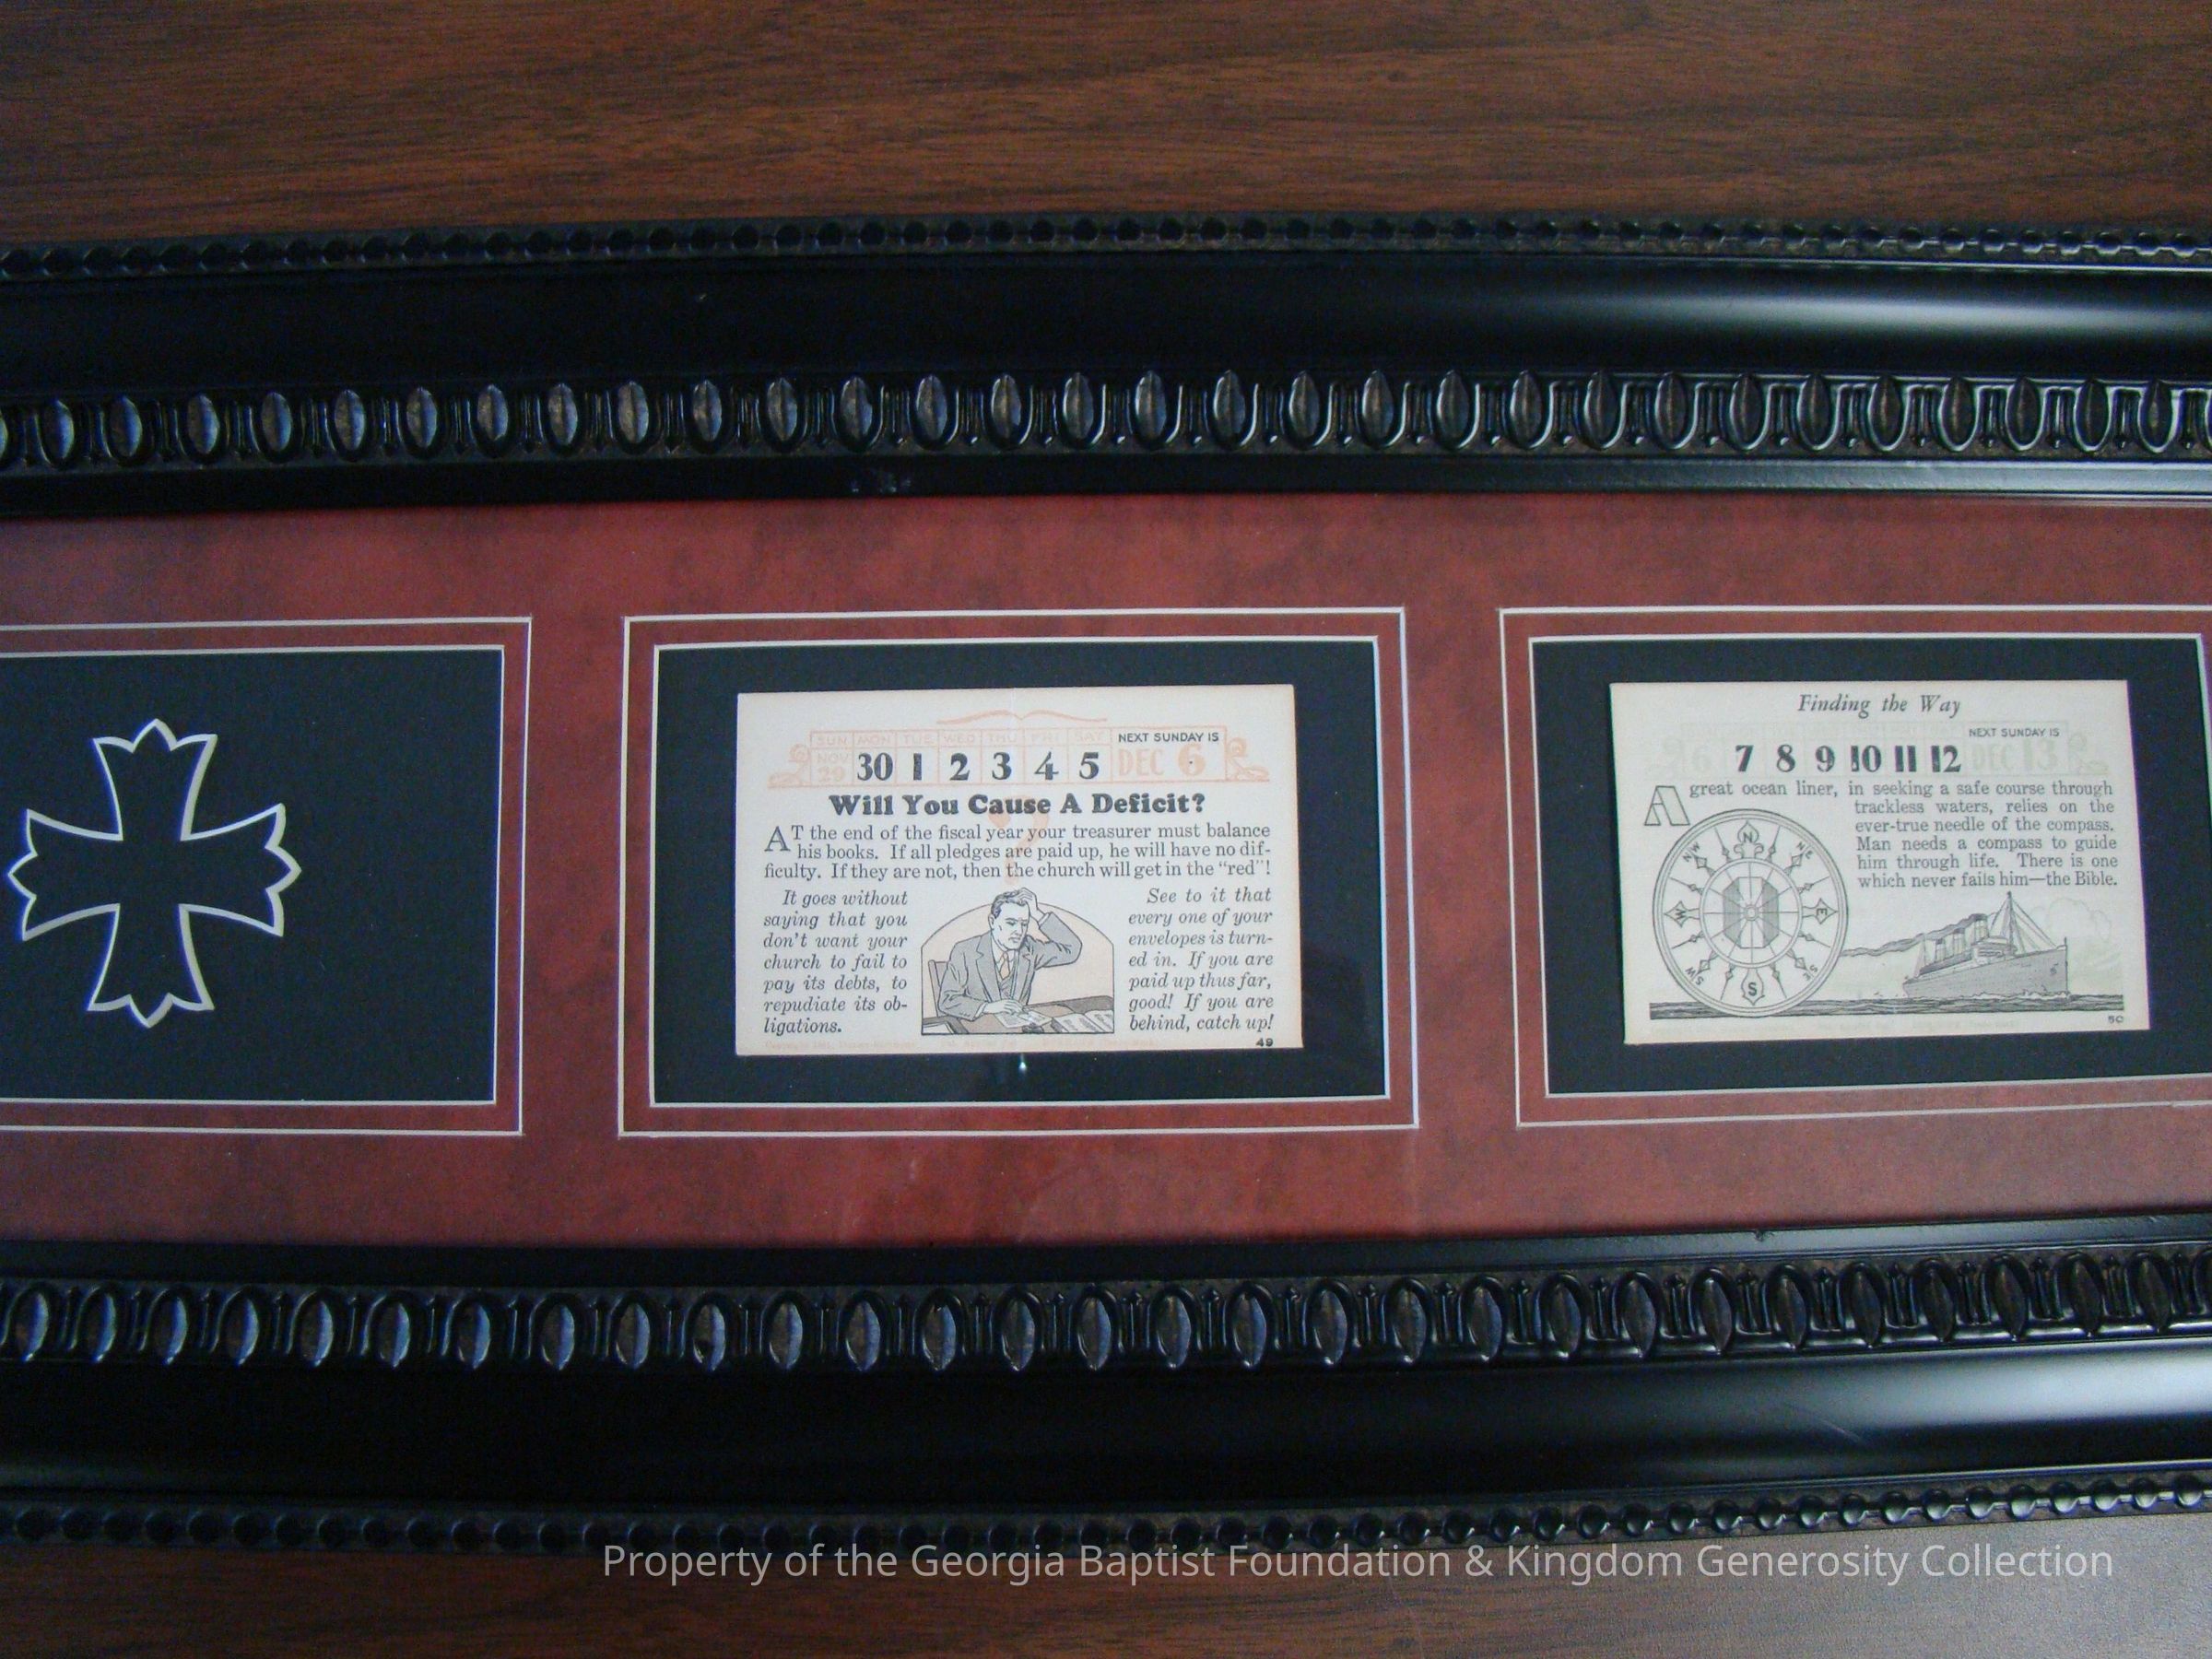 SUN MON TUE WED THU FRI SAT NEXT SUNDAY IS
NOV 29 30 1 2 3 4 5 DEC 6
Will You Cause A Deficit?
AT the end of the fiscal year your treasurer must balance
his books. If all pledges are paid up, he will have no dif-
ficulty. If they are not, then the church will get in the "red"!
It goes without
saying that you
don't want your
church to fail to
pay its debts, to
repudiate its ob-
ligations.
See to it that
every one of your
envelopes is turn-
ed in. If you are
paid up thus far,
good! If you are
behind, catch up!
49
Finding the Way
NEXT SUNDAY IS
6 7 8 9 10 11 12 DEC 13
A great ocean liner, in seeking a safe course through
trackless waters, relies on the
ever-true needle of the compass.
Man needs a compass to guide
him through life. There is one
which never fails him—the Bible.
N
NE
E
SE
S
SW
W
NW
50
Property of the Georgia Baptist Foundation & Kingdom Generosity Collection